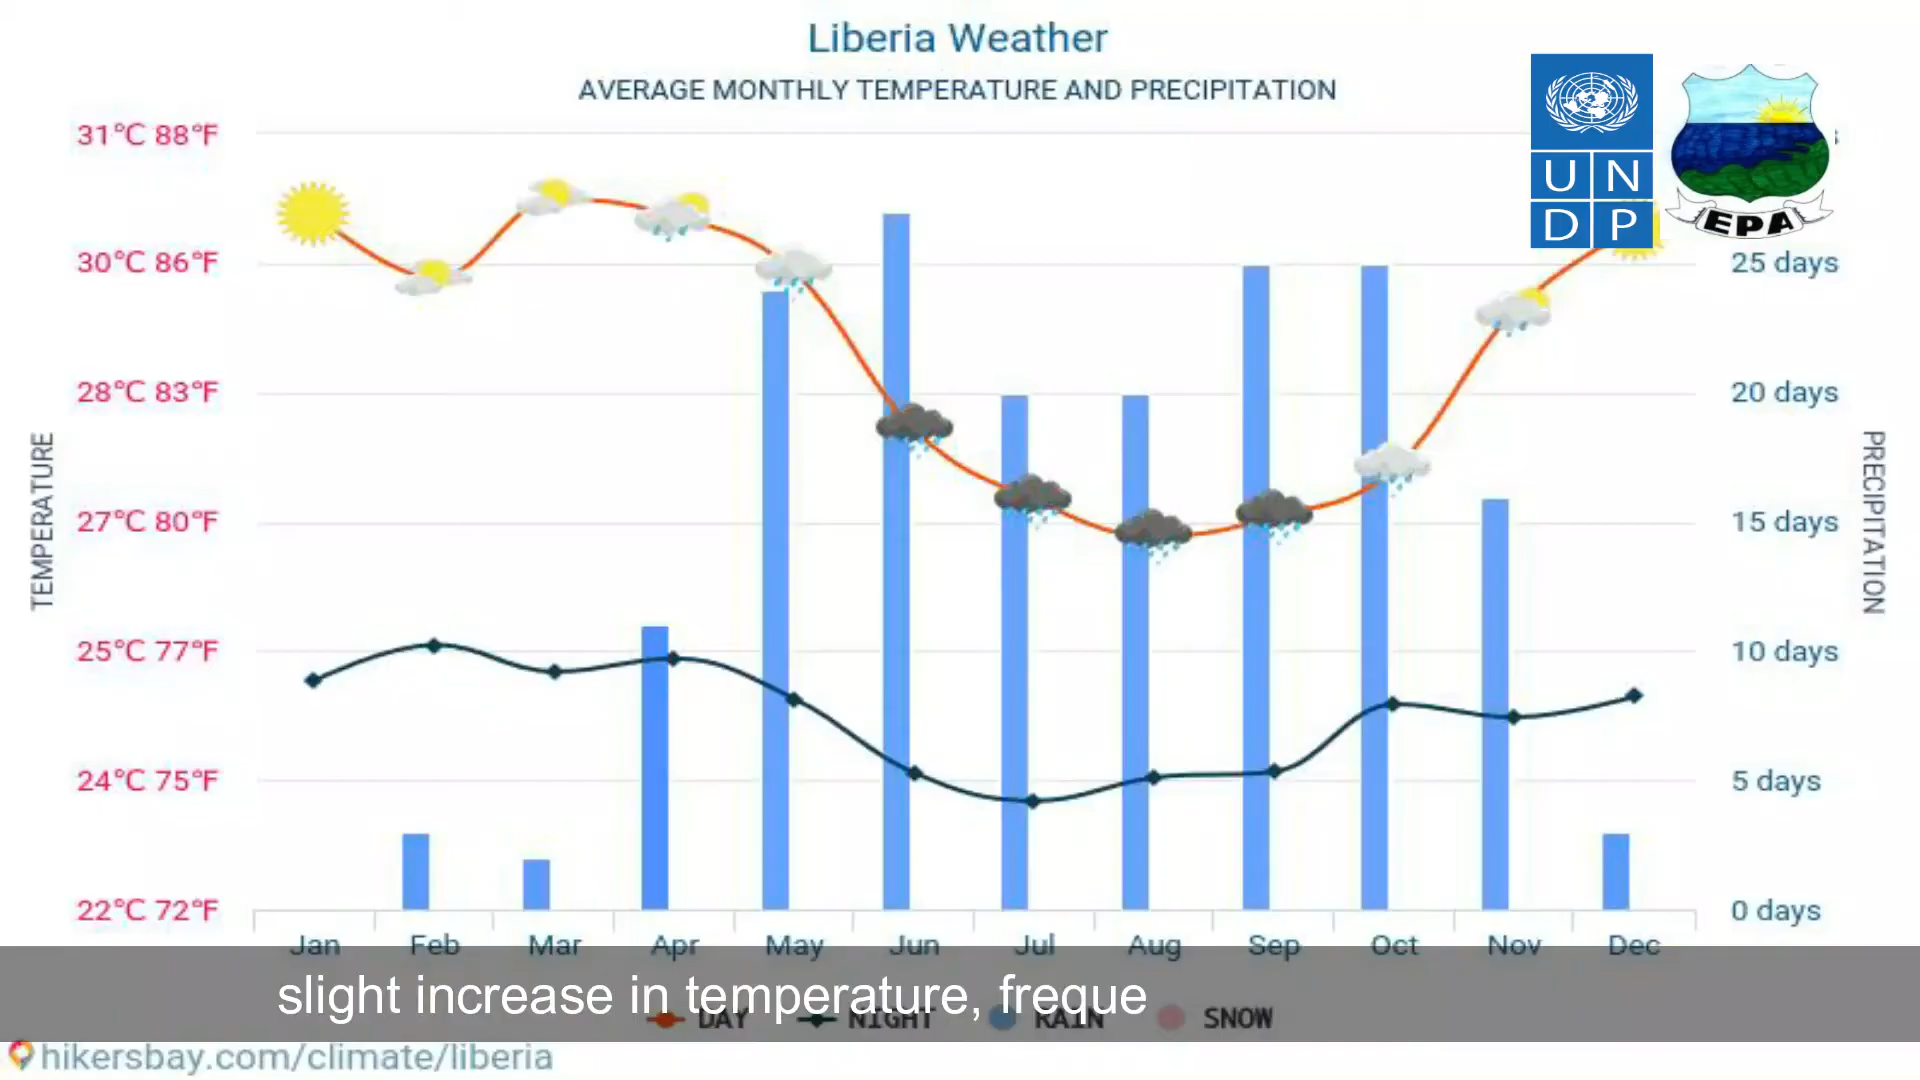 Liberia Weather
AVERAGE MONTHLY TEMPERATURE AND PRECIPITATION
31°C 88°F
30°C 86°F
28°C 83°F
27°C 80°F
25°C 77°F
24°C 75°F
22°C 72°F
TEMPERATURE
U N
D P
EPA
25 days
20 days
15 days
10 days
5 days
0 days
PRECIPITATION
Jan Feb Mar Apr May Jun Jul Aug Sep Oct Nov Dec
slight increase in temperature, freque
DAY NIGHT RAIN SNOW
hikersbay.com/climate/liberia